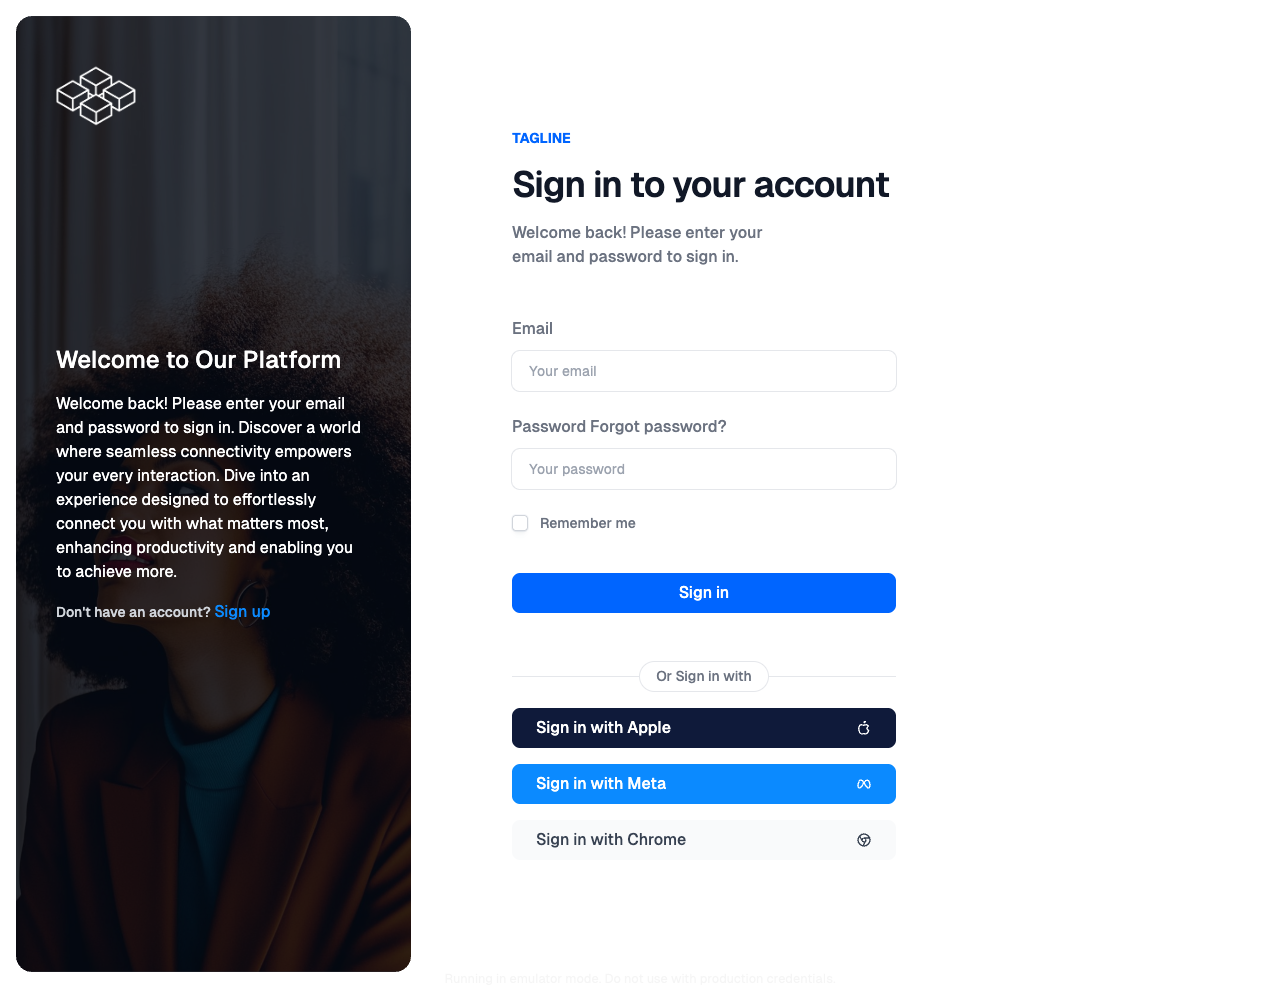 Welcome to Our Platform
Welcome back! Please enter your email
and password to sign in. Discover a world
where seamless connectivity empowers
your every interaction. Dive into an
experience designed to effortlessly
connect you with what matters most,
enhancing productivity and enabling you
to achieve more.
Don't have an account? Sign up
TAGLINE
Sign in to your account
Welcome back! Please enter your
email and password to sign in.
Email
Your email
Password Forgot password?
Your password
Remember me
Sign in
Or Sign in with
Sign in with Apple
Sign in with Meta
Sign in with Chrome
Running in emulator mode. Do not use with production credentials.